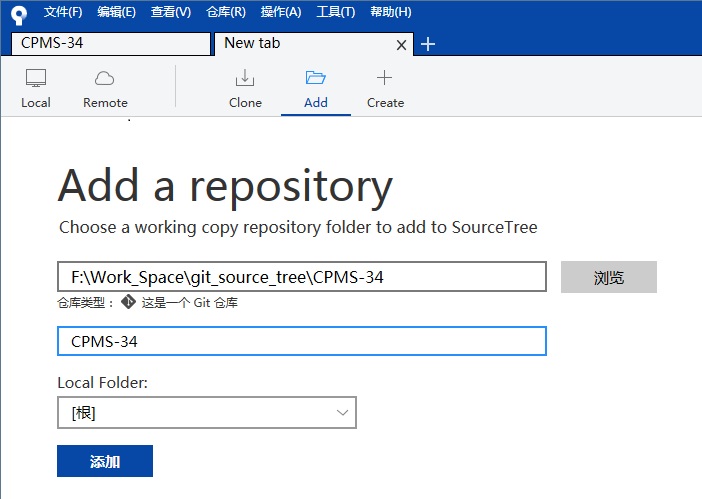 文件(F) 编辑(E) 查看(V) 仓库(R) 操作(A) 工具(T) 帮助(H)
CPMS-34 New tab
Local Remote Clone Add Create
Add a repository
Choose a working copy repository folder to add to SourceTree
F:\Work_Space\git_source_tree\CPMS-34 浏览
仓库类型： 这是一个 Git 仓库
CPMS-34
Local Folder:
[根]
添加